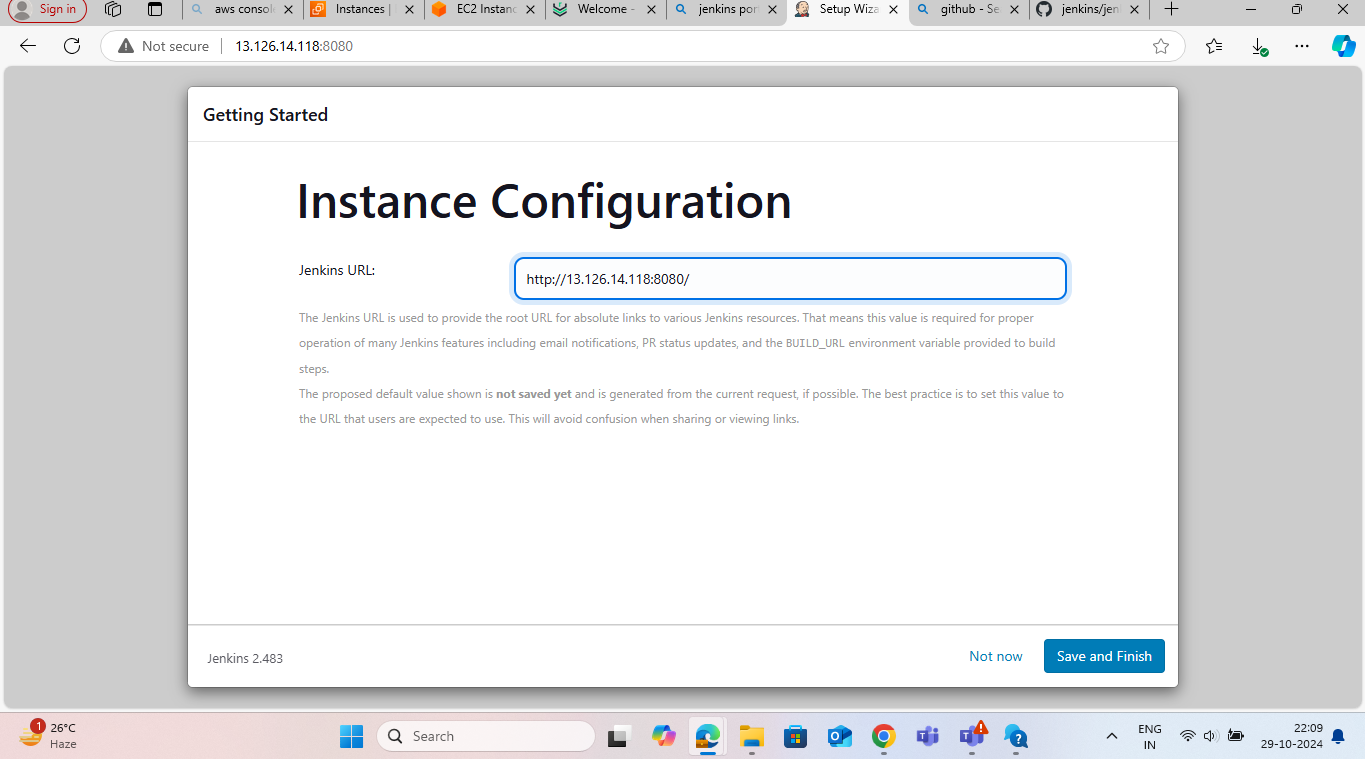 Sign in
aws consol
Instances |
EC2 Instanc
Welcome -
jenkins por
Setup Wiza
github - Se
jenkins/jen
Not secure
13.126.14.118:8080
Getting Started
Instance Configuration
Jenkins URL:
http://13.126.14.118:8080/
The Jenkins URL is used to provide the root URL for absolute links to various Jenkins resources. That means this value is required for proper
operation of many Jenkins features including email notifications, PR status updates, and the BUILD_URL environment variable provided to build
steps.
The proposed default value shown is not saved yet and is generated from the current request, if possible. The best practice is to set this value to
the URL that users are expected to use. This will avoid confusion when sharing or viewing links.
Jenkins 2.483
Not now
Save and Finish
1
26°C
Haze
Search
ENG
IN
22:09
29-10-2024